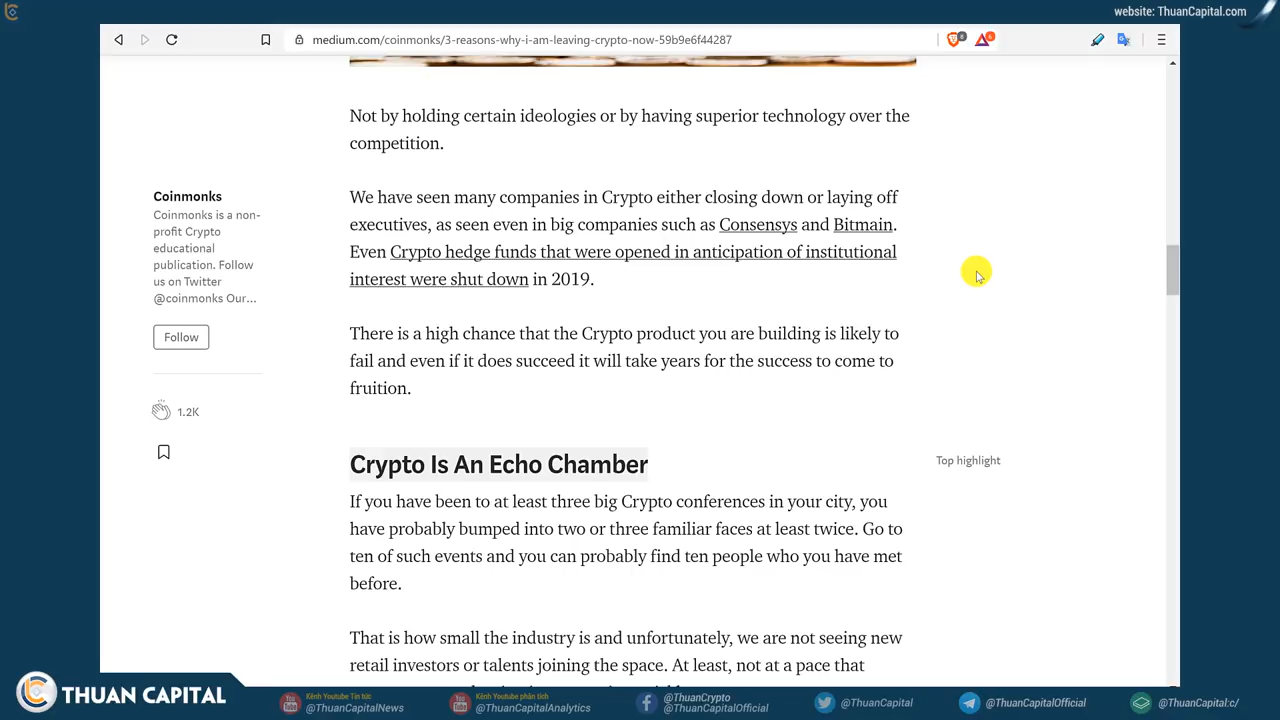 website: ThuanCapital.com
medium.com/coinmonks/3-reasons-why-i-am-leaving-crypto-now-59b9e6f44287
Not by holding certain ideologies or by having superior technology over the
competition.
Coinmonks
Coinmonks is a non-
profit Crypto
educational
publication. Follow
us on Twitter
@coinmonks Our...
Follow
1.2K
We have seen many companies in Crypto either closing down or laying off
executives, as seen even in big companies such as Consensys and Bitmain.
Even Crypto hedge funds that were opened in anticipation of institutional
interest were shut down in 2019.
There is a high chance that the Crypto product you are building is likely to
fail and even if it does succeed it will take years for the success to come to
fruition.
Crypto Is An Echo Chamber
Top highlight
If you have been to at least three big Crypto conferences in your city, you
have probably bumped into two or three familiar faces at least twice. Go to
ten of such events and you can probably find ten people who you have met
before.
That is how small the industry is and unfortunately, we are not seeing new
retail investors or talents joining the space. At least, not at a pace that
THUAN CAPITAL
Kênh Youtube Tin tức
@ThuanCapitalNews
Kênh Youtube phân tích
@ThuanCapitalAnalytics
@ThuanCrypto
@ThuanCapitalOfficial
@ThuanCapital
@ThuanCapitalOfficial
@ThuanCapital:c/